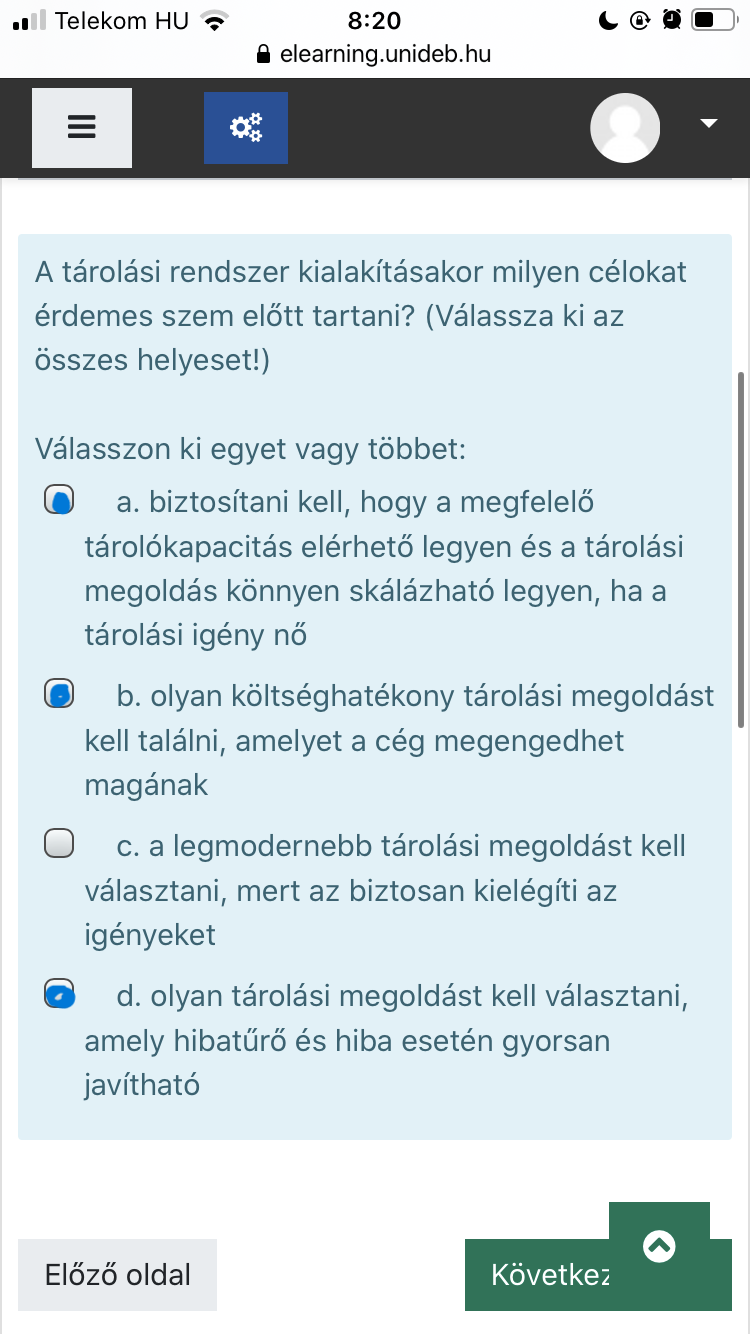 Telekom HU 8:20
elearning.unideb.hu
A tárolási rendszer kialakításakor milyen célokat
érdemes szem előtt tartani? (Válassza ki az
összes helyeset!)
Válasszon ki egyet vagy többet:
a. biztosítani kell, hogy a megfelelő
tárolókapacitás elérhető legyen és a tárolási
megoldás könnyen skálázható legyen, ha a
tárolási igény nő
b. olyan költséghatékony tárolási megoldást
kell találni, amelyet a cég megengedhet
magának
c. a legmodernebb tárolási megoldást kell
választani, mert az biztosan kielégíti az
igényeket
d. olyan tárolási megoldást kell választani,
amely hibatűrő és hiba esetén gyorsan
javítható
Előző oldal
Következ